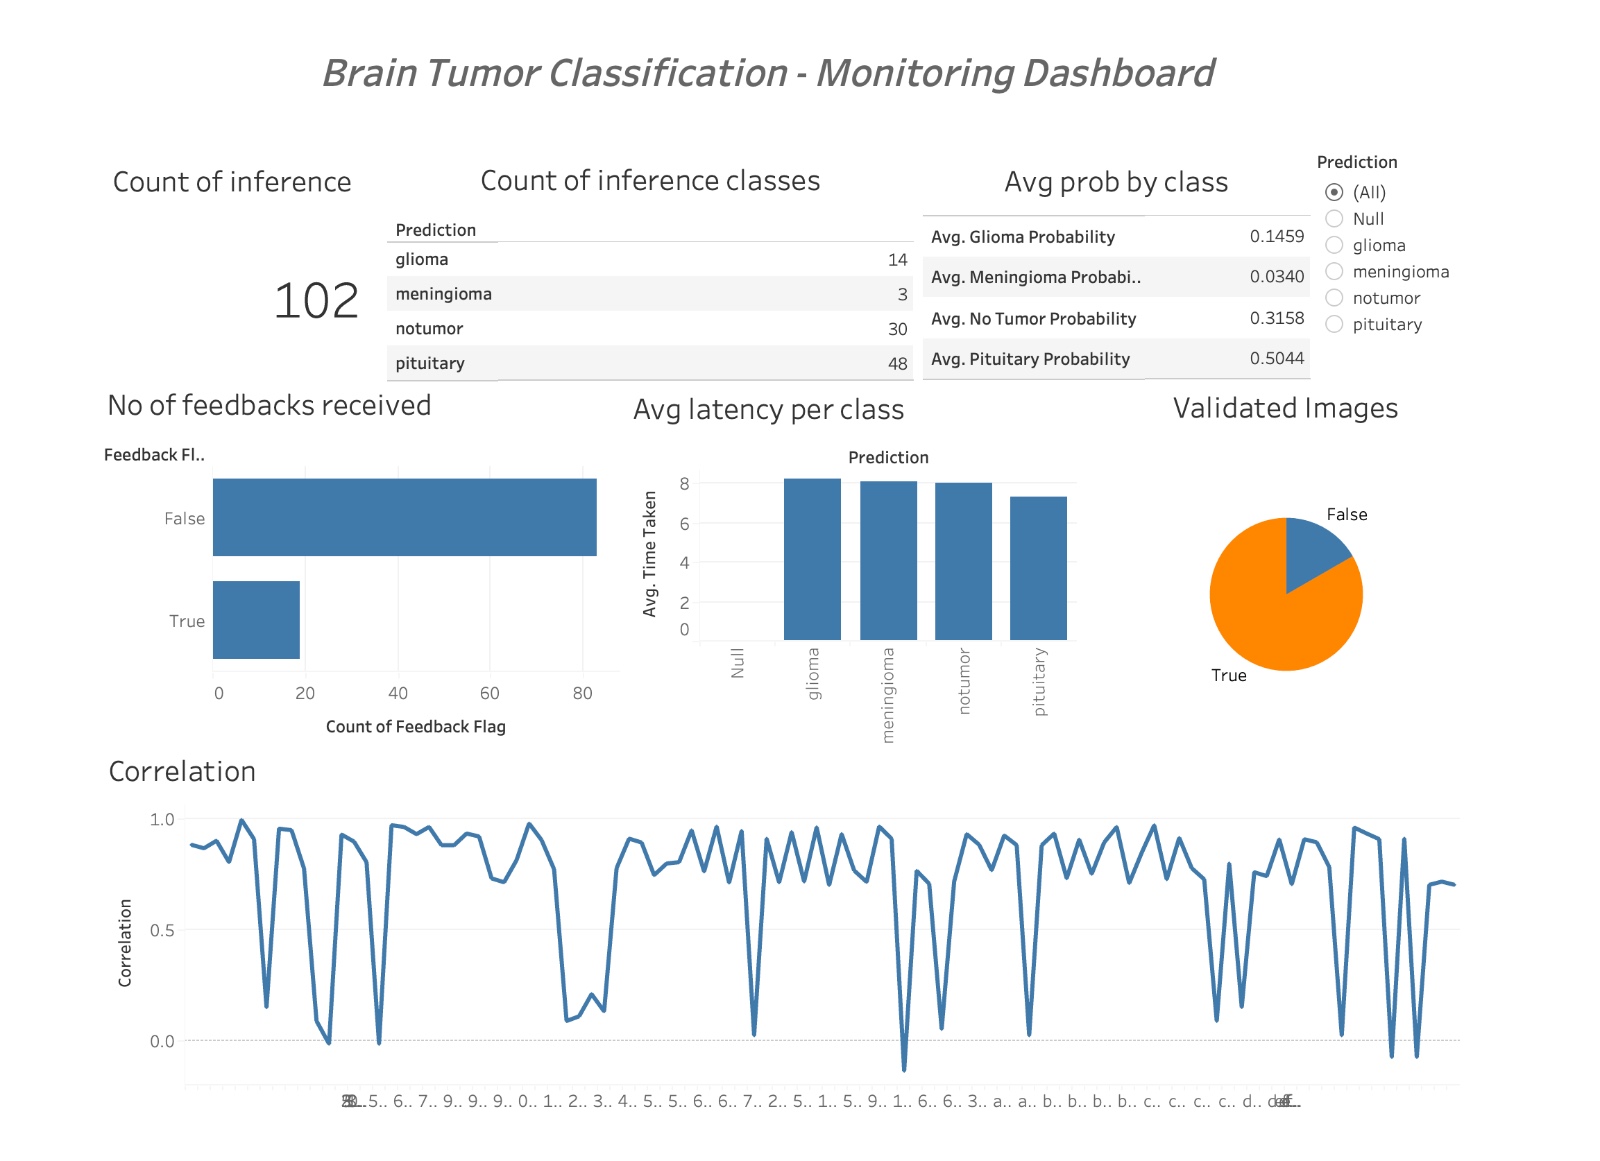 Brain Tumor Classification - Monitoring Dashboard
Count of inference
102
Count of inference classes
Prediction
glioma 14
meningioma 3
notumor 30
pituitary 48
Avg prob by class
Avg. Glioma Probability 0.1459
Avg. Meningioma Probabi.. 0.0340
Avg. No Tumor Probability 0.3158
Avg. Pituitary Probability 0.5044
Prediction
(All)
Null
glioma
meningioma
notumor
pituitary
No of feedbacks received
Feedback Fl..
False
True
0 20 40 60 80
Count of Feedback Flag
Avg latency per class
Prediction
Avg. Time Taken
8
6
4
2
0
Null glioma meningioma notumor pituitary
Validated Images
False
True
Correlation
Correlation
1.0
0.5
0.0
5.. 6.. 7.. 9.. 9.. 9.. 0.. 1.. 2.. 3.. 4.. 5.. 5.. 6.. 6.. 7.. 2.. 5.. 1.. 5.. 9.. 1.. 6.. 6.. 3.. a.. a.. b.. b.. b.. b.. c.. c.. c.. c.. d..